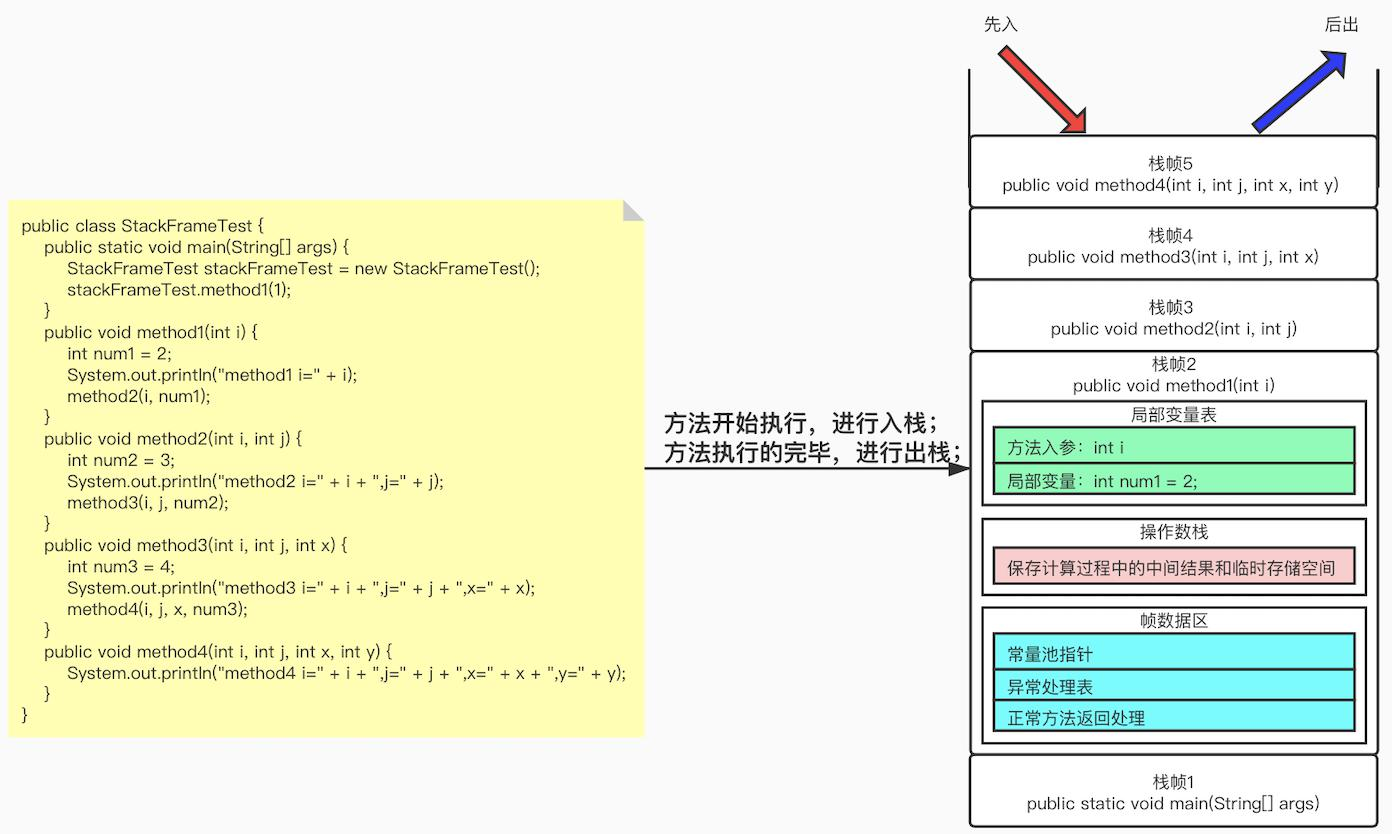 先入
后出
public class StackFrameTest {
public static void main(String[] args) {
StackFrameTest stackFrameTest = new StackFrameTest();
stackFrameTest.method1(1);
}
public void method1(int i) {
int num1 = 2;
System.out.println("method1 i=" + i);
method2(i, num1);
}
public void method2(int i, int j) {
int num2 = 3;
System.out.println("method2 i=" + i + ",j=" + j);
method3(i, j, num2);
}
public void method3(int i, int j, int x) {
int num3 = 4;
System.out.println("method3 i=" + i + ",j=" + j + ",x=" + x);
method4(i, j, x, num3);
}
public void method4(int i, int j, int x, int y) {
System.out.println("method4 i=" + i + ",j=" + j + ",x=" + x + ",y=" + y);
}
}
方法开始执行，进行入栈；
方法执行的完毕，进行出栈；
栈帧5
public void method4(int i, int j, int x, int y)
栈帧4
public void method3(int i, int j, int x)
栈帧3
public void method2(int i, int j)
栈帧2
public void method1(int i)
局部变量表
方法入参：int i
局部变量：int num1 = 2;
操作数栈
保存计算过程中的中间结果和临时存储空间
帧数据区
常量池指针
异常处理表
正常方法返回处理
栈帧1
public static void main(String[] args)